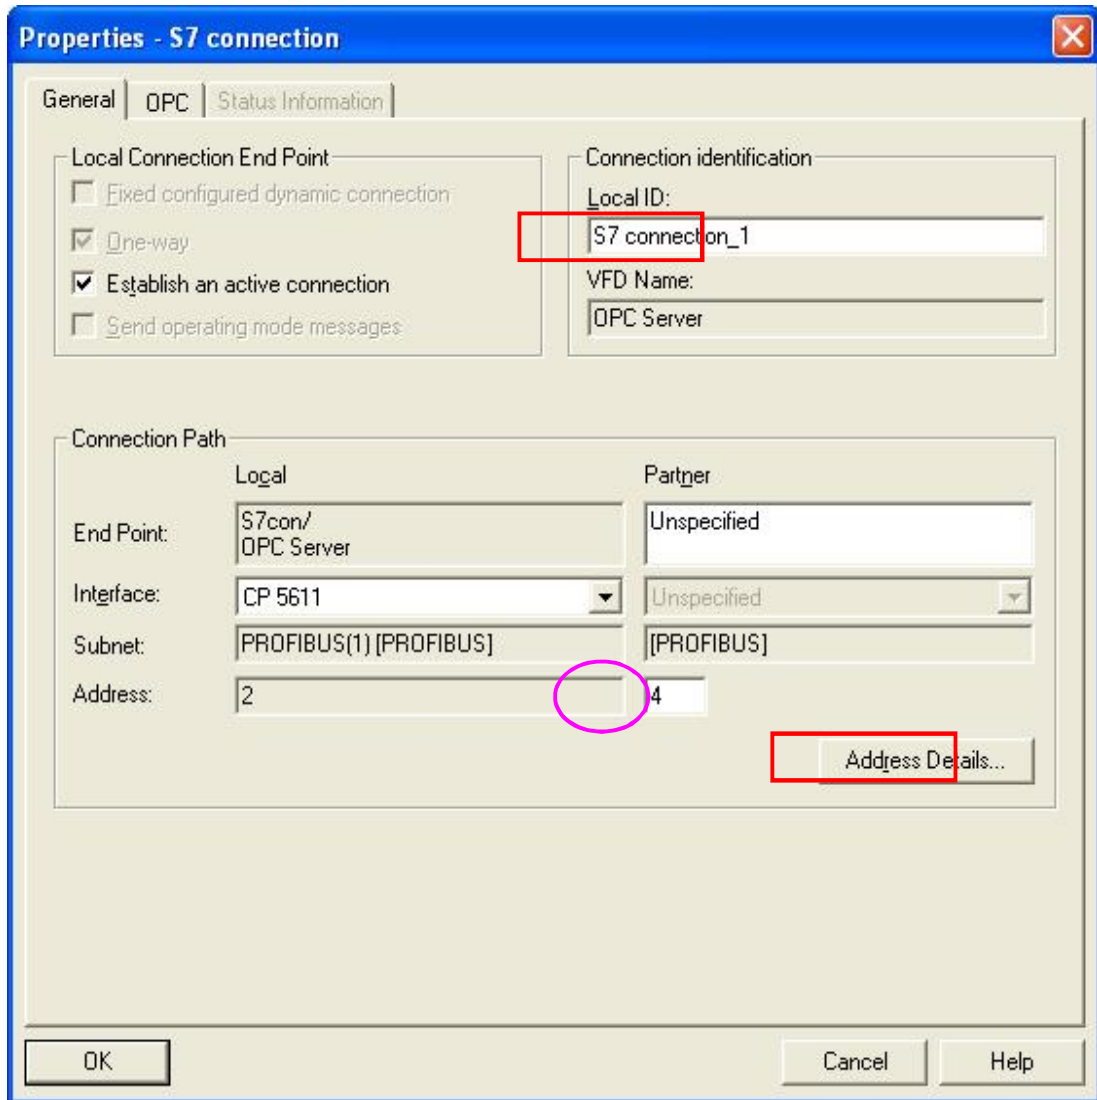 Properties - S7 connection
General
OPC
Status Information
Local Connection End Point
Fixed configured dynamic connection
One-way
Establish an active connection
Send operating mode messages
Connection identification
Local ID:
S7 connection_1
VFD Name:
OPC Server
Connection Path
Local
Partner
End Point:
S7con/
OPC Server
Unspecified
Interface:
CP 5611
Unspecified
Subnet:
PROFIBUS(1) [PROFIBUS]
[PROFIBUS]
Address:
2
4
Address Details...
OK
Cancel
Help